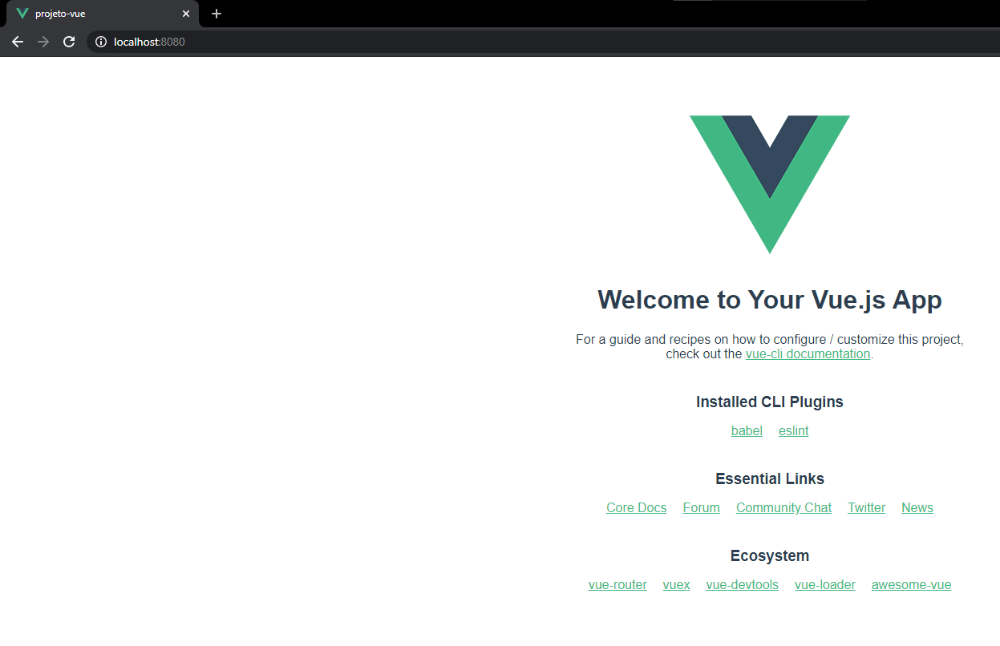 projeto-vue
localhost:8080
Welcome to Your Vue.js App
For a guide and recipes on how to configure / customize this project,
check out the vue-cli documentation.
Installed CLI Plugins
babel eslint
Essential Links
Core Docs Forum Community Chat Twitter News
Ecosystem
vue-router vuex vue-devtools vue-loader awesome-vue